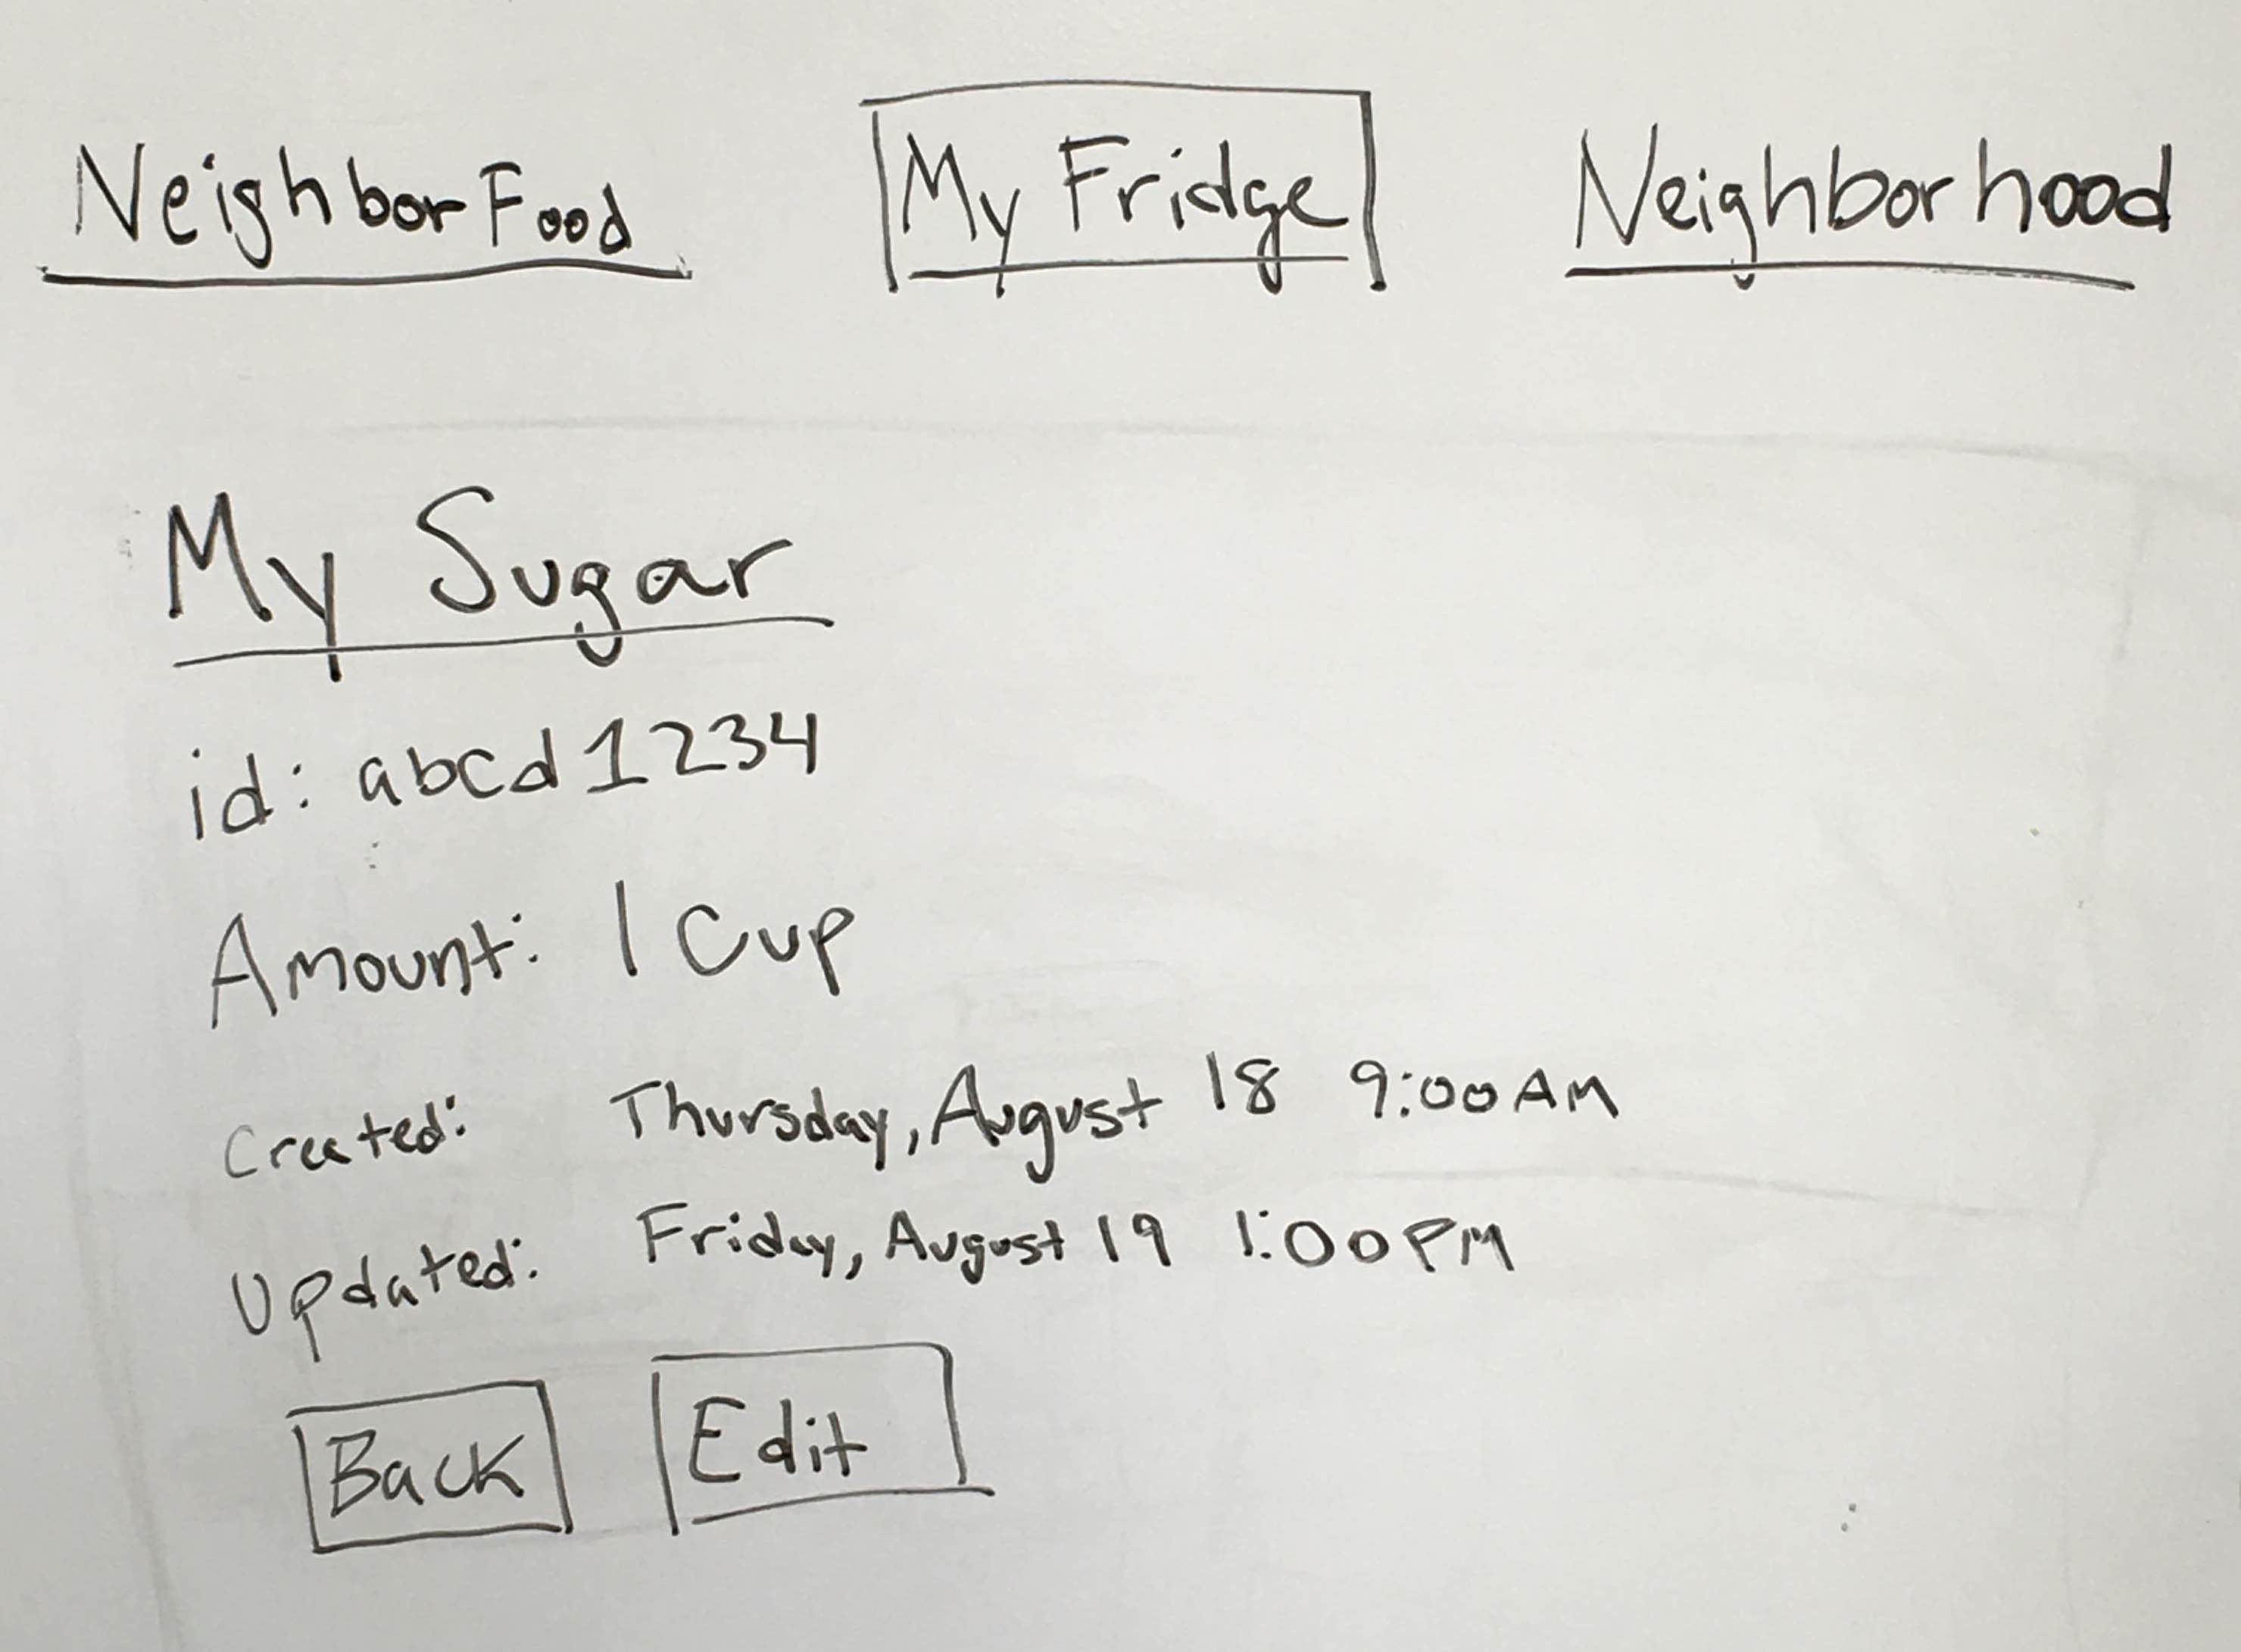 NeighborFood My Fridge Neighborhood
My Sugar
id: abcd1234
Amount: 1 Cup
Created: Thursday, August 18 9:00AM
Updated: Friday, August 19 1:00PM
Back Edit